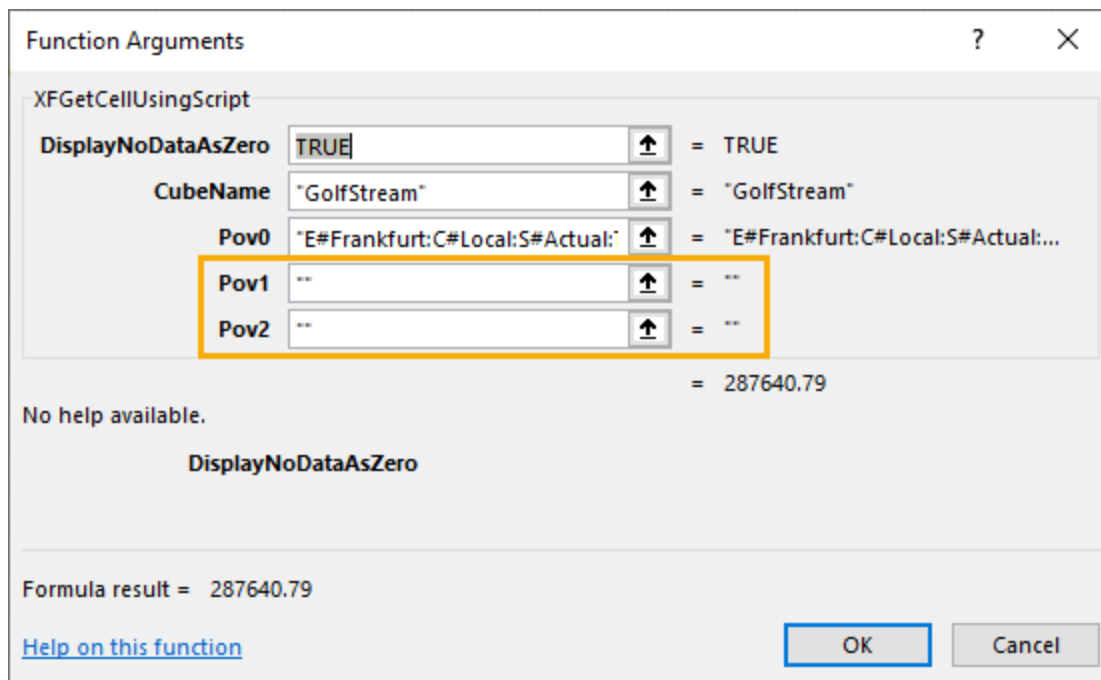 Function Arguments ? ×
XFGetCellUsingScript
DisplayNoDataAsZero TRUE = TRUE
CubeName "GolfStream" = "GolfStream"
Pov0 "E#Frankfurt:C#Local:S#Actual: = "E#Frankfurt:C#Local:S#Actual:...
Pov1 "" = ""
Pov2 "" = ""
= 287640.79
No help available.
DisplayNoDataAsZero
Formula result = 287640.79
Help on this function OK Cancel